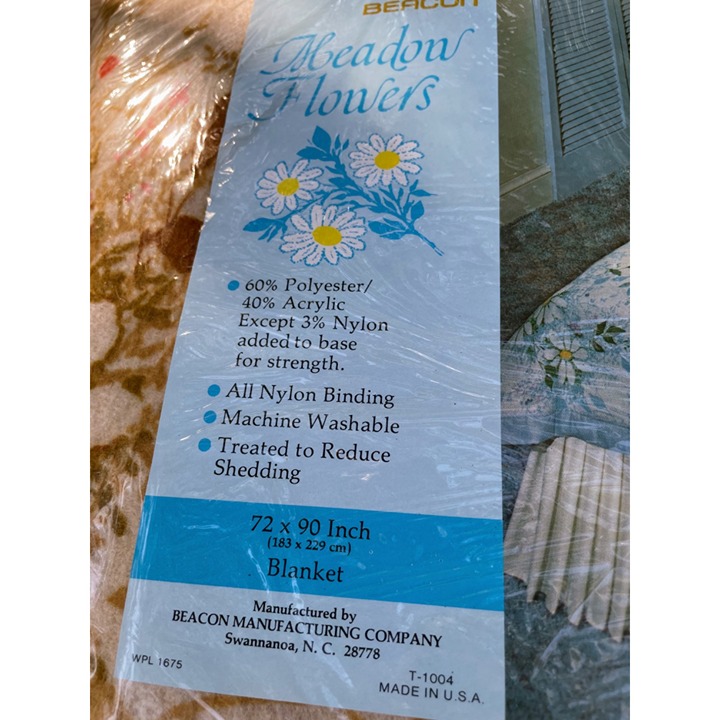 BEACON
Meadow
Flowers
60% Polyester/
40% Acrylic
Except 3% Nylon
added to base
for strength.
All Nylon Binding
Machine Washable
Treated to Reduce
Shedding
72 x 90 Inch
(183 x 229 cm)
Blanket
Manufactured by
BEACON MANUFACTURING COMPANY
Swannanoa, N. C. 28778
WPL 1675
T-1004
MADE IN U.S.A.